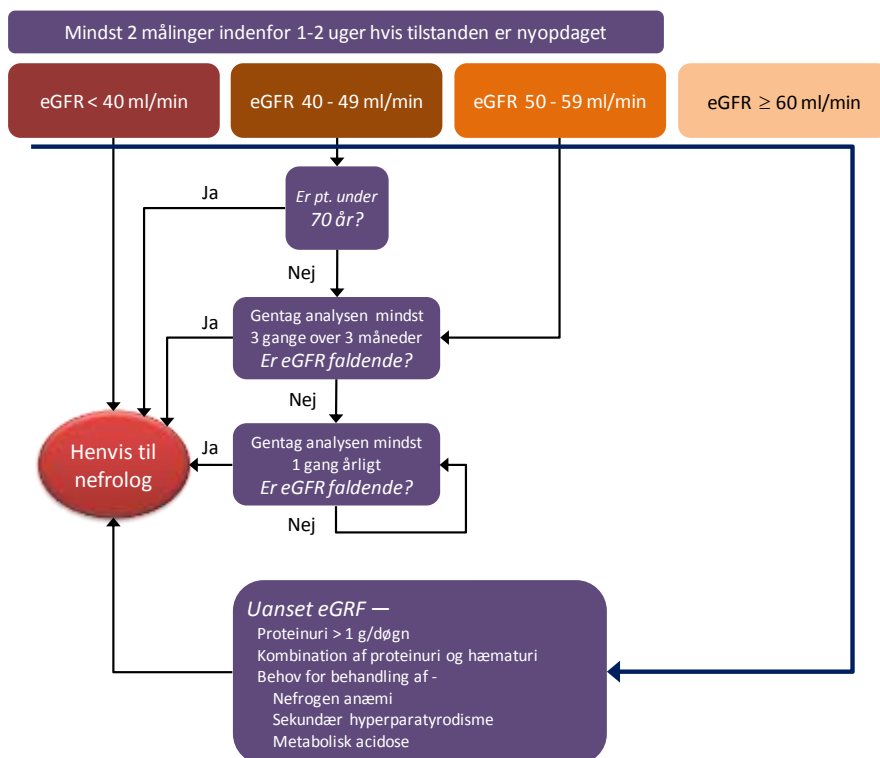 Mindst 2 målinger indenfor 1-2 uger hvis tilstanden er nyopdaget
eGFR < 40 ml/min
eGFR 40 - 49 ml/min
eGFR 50 - 59 ml/min
eGFR ≥ 60 ml/min
Ja
Er pt. under
70 år?
Nej
Ja
Gentag analysen mindst
3 gange over 3 måneder
Er eGFR faldende?
Nej
Henvis til
nefrolog
Ja
Gentag analysen mindst
1 gang årligt
Er eGFR faldende?
Nej
Uanset eGRF —
Proteinuri > 1 g/døgn
Kombination af proteinuri og hæmaturi
Behov for behandling af -
Nefrogen anæmi
Sekundær hyperparatyrodisme
Metabolisk acidose